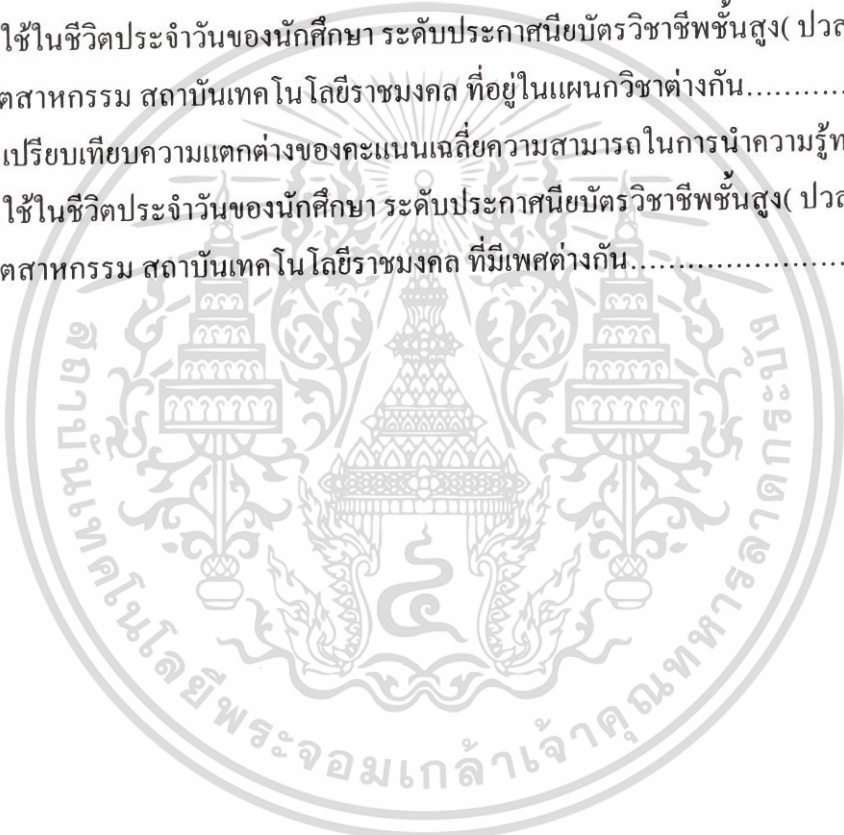 ใช้ในชีวิตประจำวันของนักศึกษา ระดับประกาศนียบัตรวิชาชีพชั้นสูง( ปวส
ตสาหกรรม สถาบันเทคโนโลยีราชมงคล ที่อยู่ในแผนกวิชาต่างกัน............
เปรียบเทียบความแตกต่างของคะแนนเฉลี่ยความสามารถในการนำความรู้ท
ใช้ในชีวิตประจำวันของนักศึกษา ระดับประกาศนียบัตรวิชาชีพชั้นสูง( ปวส
ตสาหกรรม สถาบันเทคโนโลยีราชมงคล ที่มีเพศต่างกัน........................
สถาบันเทคโนโลยีพระจอมเกล้าเจ้าคุณทหารลาดกระบัง